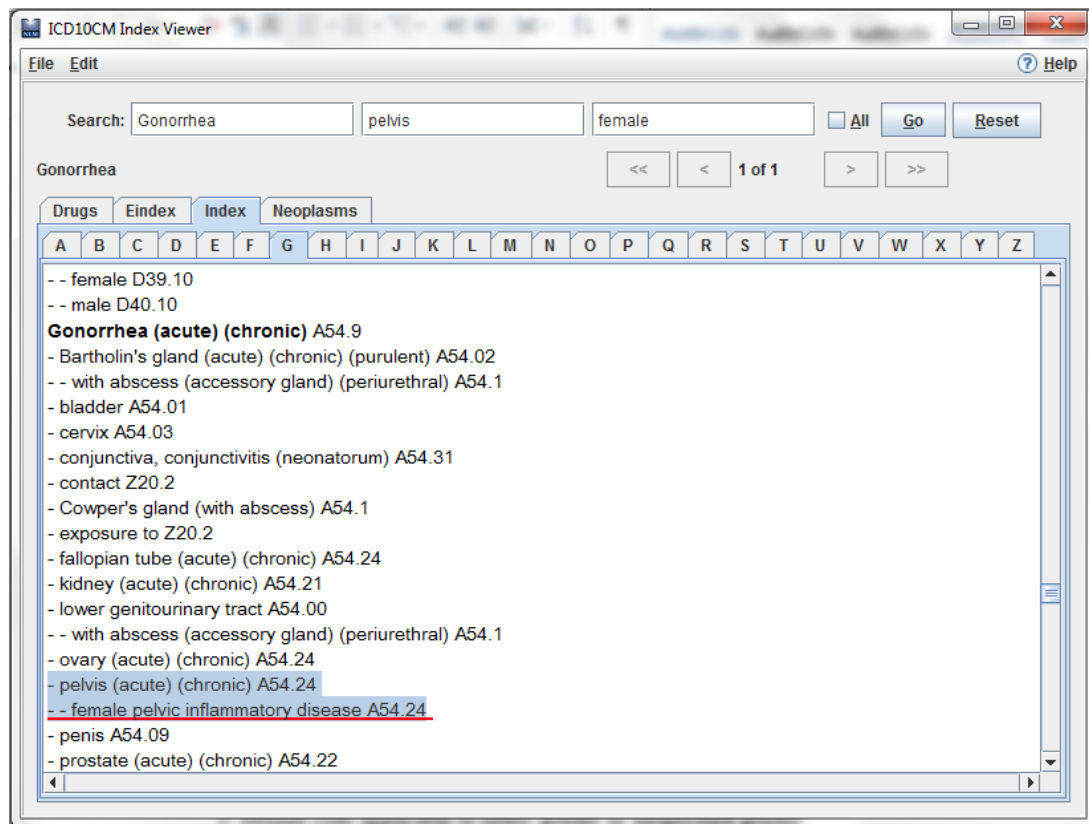 NLM ICD10CM Index Viewer
File Edit Help
Search: Gonorrhea pelvis female All Go Reset
Gonorrhea << < 1 of 1 > >>
Drugs Eindex Index Neoplasms
A B C D E F G H I J K L M N O P Q R S T U V W X Y Z
- - female D39.10
- - male D40.10
Gonorrhea (acute) (chronic) A54.9
- Bartholin's gland (acute) (chronic) (purulent) A54.02
- - with abscess (accessory gland) (periurethral) A54.1
- bladder A54.01
- cervix A54.03
- conjunctiva, conjunctivitis (neonatorum) A54.31
- contact Z20.2
- Cowper's gland (with abscess) A54.1
- exposure to Z20.2
- fallopian tube (acute) (chronic) A54.24
- kidney (acute) (chronic) A54.21
- lower genitourinary tract A54.00
- - with abscess (accessory gland) (periurethral) A54.1
- ovary (acute) (chronic) A54.24
- pelvis (acute) (chronic) A54.24
- - female pelvic inflammatory disease A54.24
- penis A54.09
- prostate (acute) (chronic) A54.22